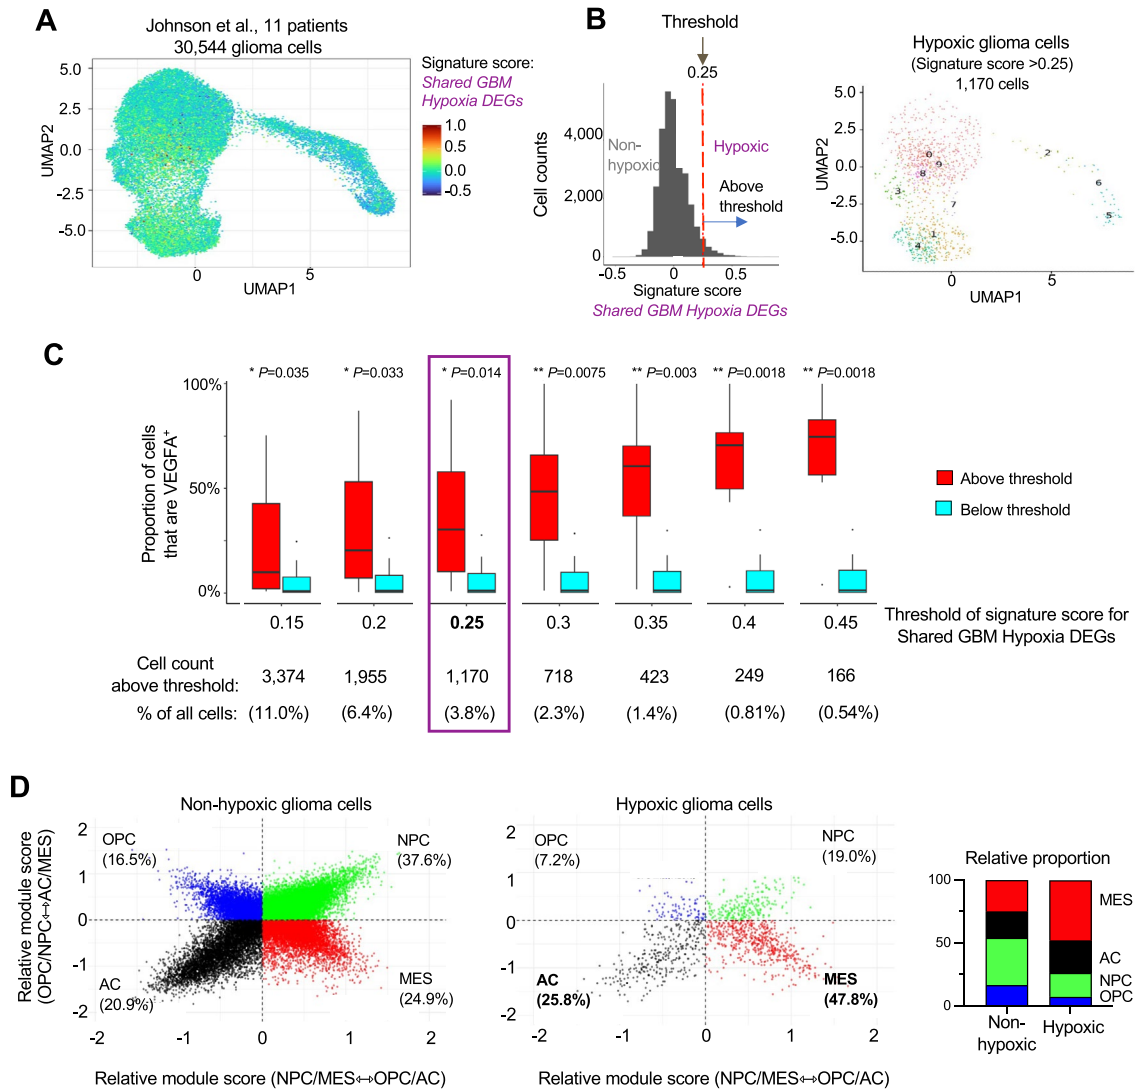 A
Johnson et al., 11 patients
30,544 glioma cells
Signature score:
Shared GBM
Hypoxia DEGs
1.0
0.5
0.0
-0.5
5.0
2.5
0.0
-2.5
-5.0
UMAP2
0
5
UMAP1
B
Threshold
0.25
Non-
hypoxic
Hypoxic
Above
threshold
4,000
2,000
0
Cell counts
-0.5
0
0.5
Signature score
Shared GBM Hypoxia DEGs
Hypoxic glioma cells
(Signature score >0.25)
1,170 cells
5.0
2.5
0.0
-2.5
-5.0
UMAP2
0
9
8
3
7
1
4
2
6
5
0
5
UMAP1
C
* P=0.035
* P=0.033
* P=0.014
** P=0.0075
** P=0.003
** P=0.0018
** P=0.0018
100%
50%
0%
Proportion of cells
that are VEGFA+
Above threshold
Below threshold
0.15
0.2
0.25
0.3
0.35
0.4
0.45
Threshold of signature score for
Shared GBM Hypoxia DEGs
Cell count
above threshold:
3,374
1,955
1,170
718
423
249
166
% of all cells:
(11.0%)
(6.4%)
(3.8%)
(2.3%)
(1.4%)
(0.81%)
(0.54%)
D
Non-hypoxic glioma cells
OPC
(16.5%)
NPC
(37.6%)
AC
(20.9%)
MES
(24.9%)
2
1
0
-1
-2
Relative module score
(OPC/NPC⇔AC/MES)
-2
-1
0
1
2
Relative module score (NPC/MES⇔OPC/AC)
Hypoxic glioma cells
OPC
(7.2%)
NPC
(19.0%)
AC
(25.8%)
MES
(47.8%)
2
1
0
-1
-2
-2
-1
0
1
2
Relative module score (NPC/MES⇔OPC/AC)
Relative proportion
100
50
0
MES
AC
NPC
OPC
Non-
hypoxic
Hypoxic